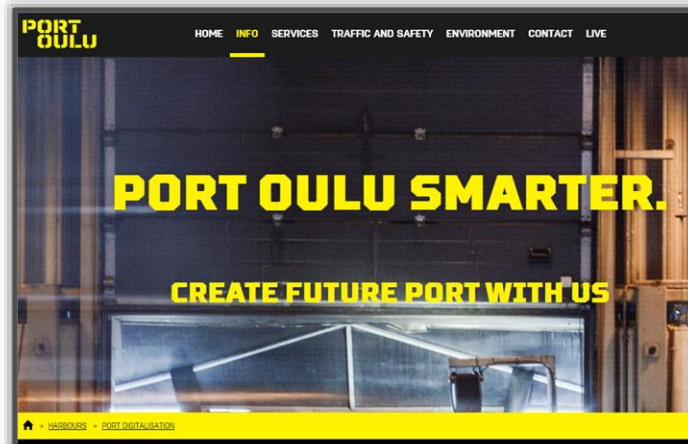 PORT
OULU
HOME INFO SERVICES TRAFFIC AND SAFETY ENVIRONMENT CONTACT LIVE
PORT OULU SMARTER.
CREATE FUTURE PORT WITH US
» HARBOURS » PORT DIGITALISATION